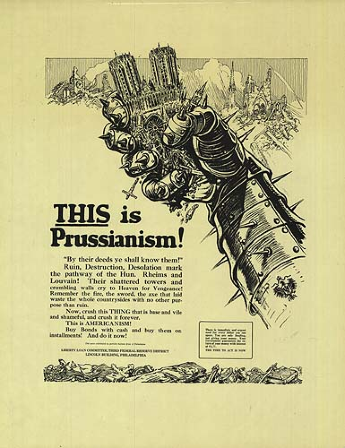 THIS is
Prussianism!
"By their deeds ye shall know them!"
Ruin, Destruction, Desolation mark
the pathway of the Hun. Rheims and
Louvain! Their shattered towers and
crumbling walls cry to Heaven for Vengeance!
Remember the fire, the sword, the axe that hid
waste the whole countrysides with no other pur-
pose than ruin.
Now, crush this THING that is base and vile
and shameful, and crush it forever.
This is AMERICANISM!
Buy Bonds with cash and buy them on
installments! And do it now!
LIBERTY LOAN COMMITTEE, THIRD FEDERAL RESERVE DISTRICT
LINCOLN BUILDING, PHILADELPHIA
THE TIME TO ACT IS NOW